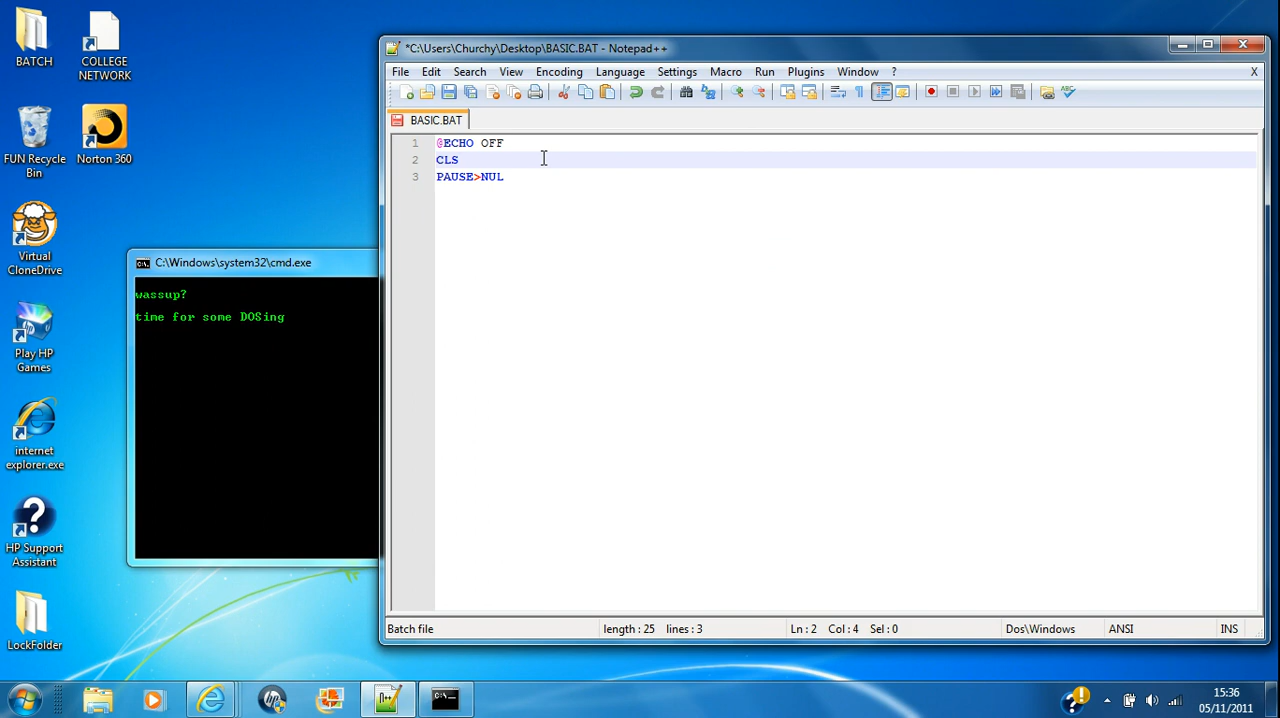 BATCH
COLLEGE
NETWORK
FUN Recycle
Bin
Norton 360
Virtual
CloneDrive
Play HP
Games
internet
explorer.exe
HP Support
Assistant
LockFolder
C:\Windows\system32\cmd.exe
wassup?
time for some DOSing
*C:\Users\Churchy\Desktop\BASIC.BAT - Notepad++
File Edit Search View Encoding Language Settings Macro Run Plugins Window ? X
BASIC.BAT
1 @ECHO OFF
2 CLS
3 PAUSE>NUL
Batch file length : 25 lines : 3 Ln : 2 Col : 4 Sel : 0 Dos\Windows ANSI INS
15:36
05/11/2011